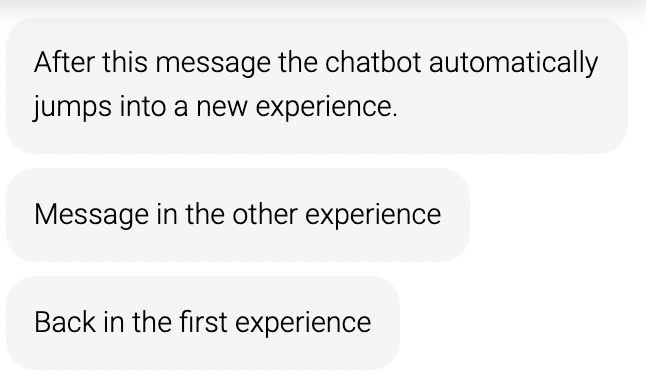 After this message the chatbot automatically
jumps into a new experience.
Message in the other experience
Back in the first experience